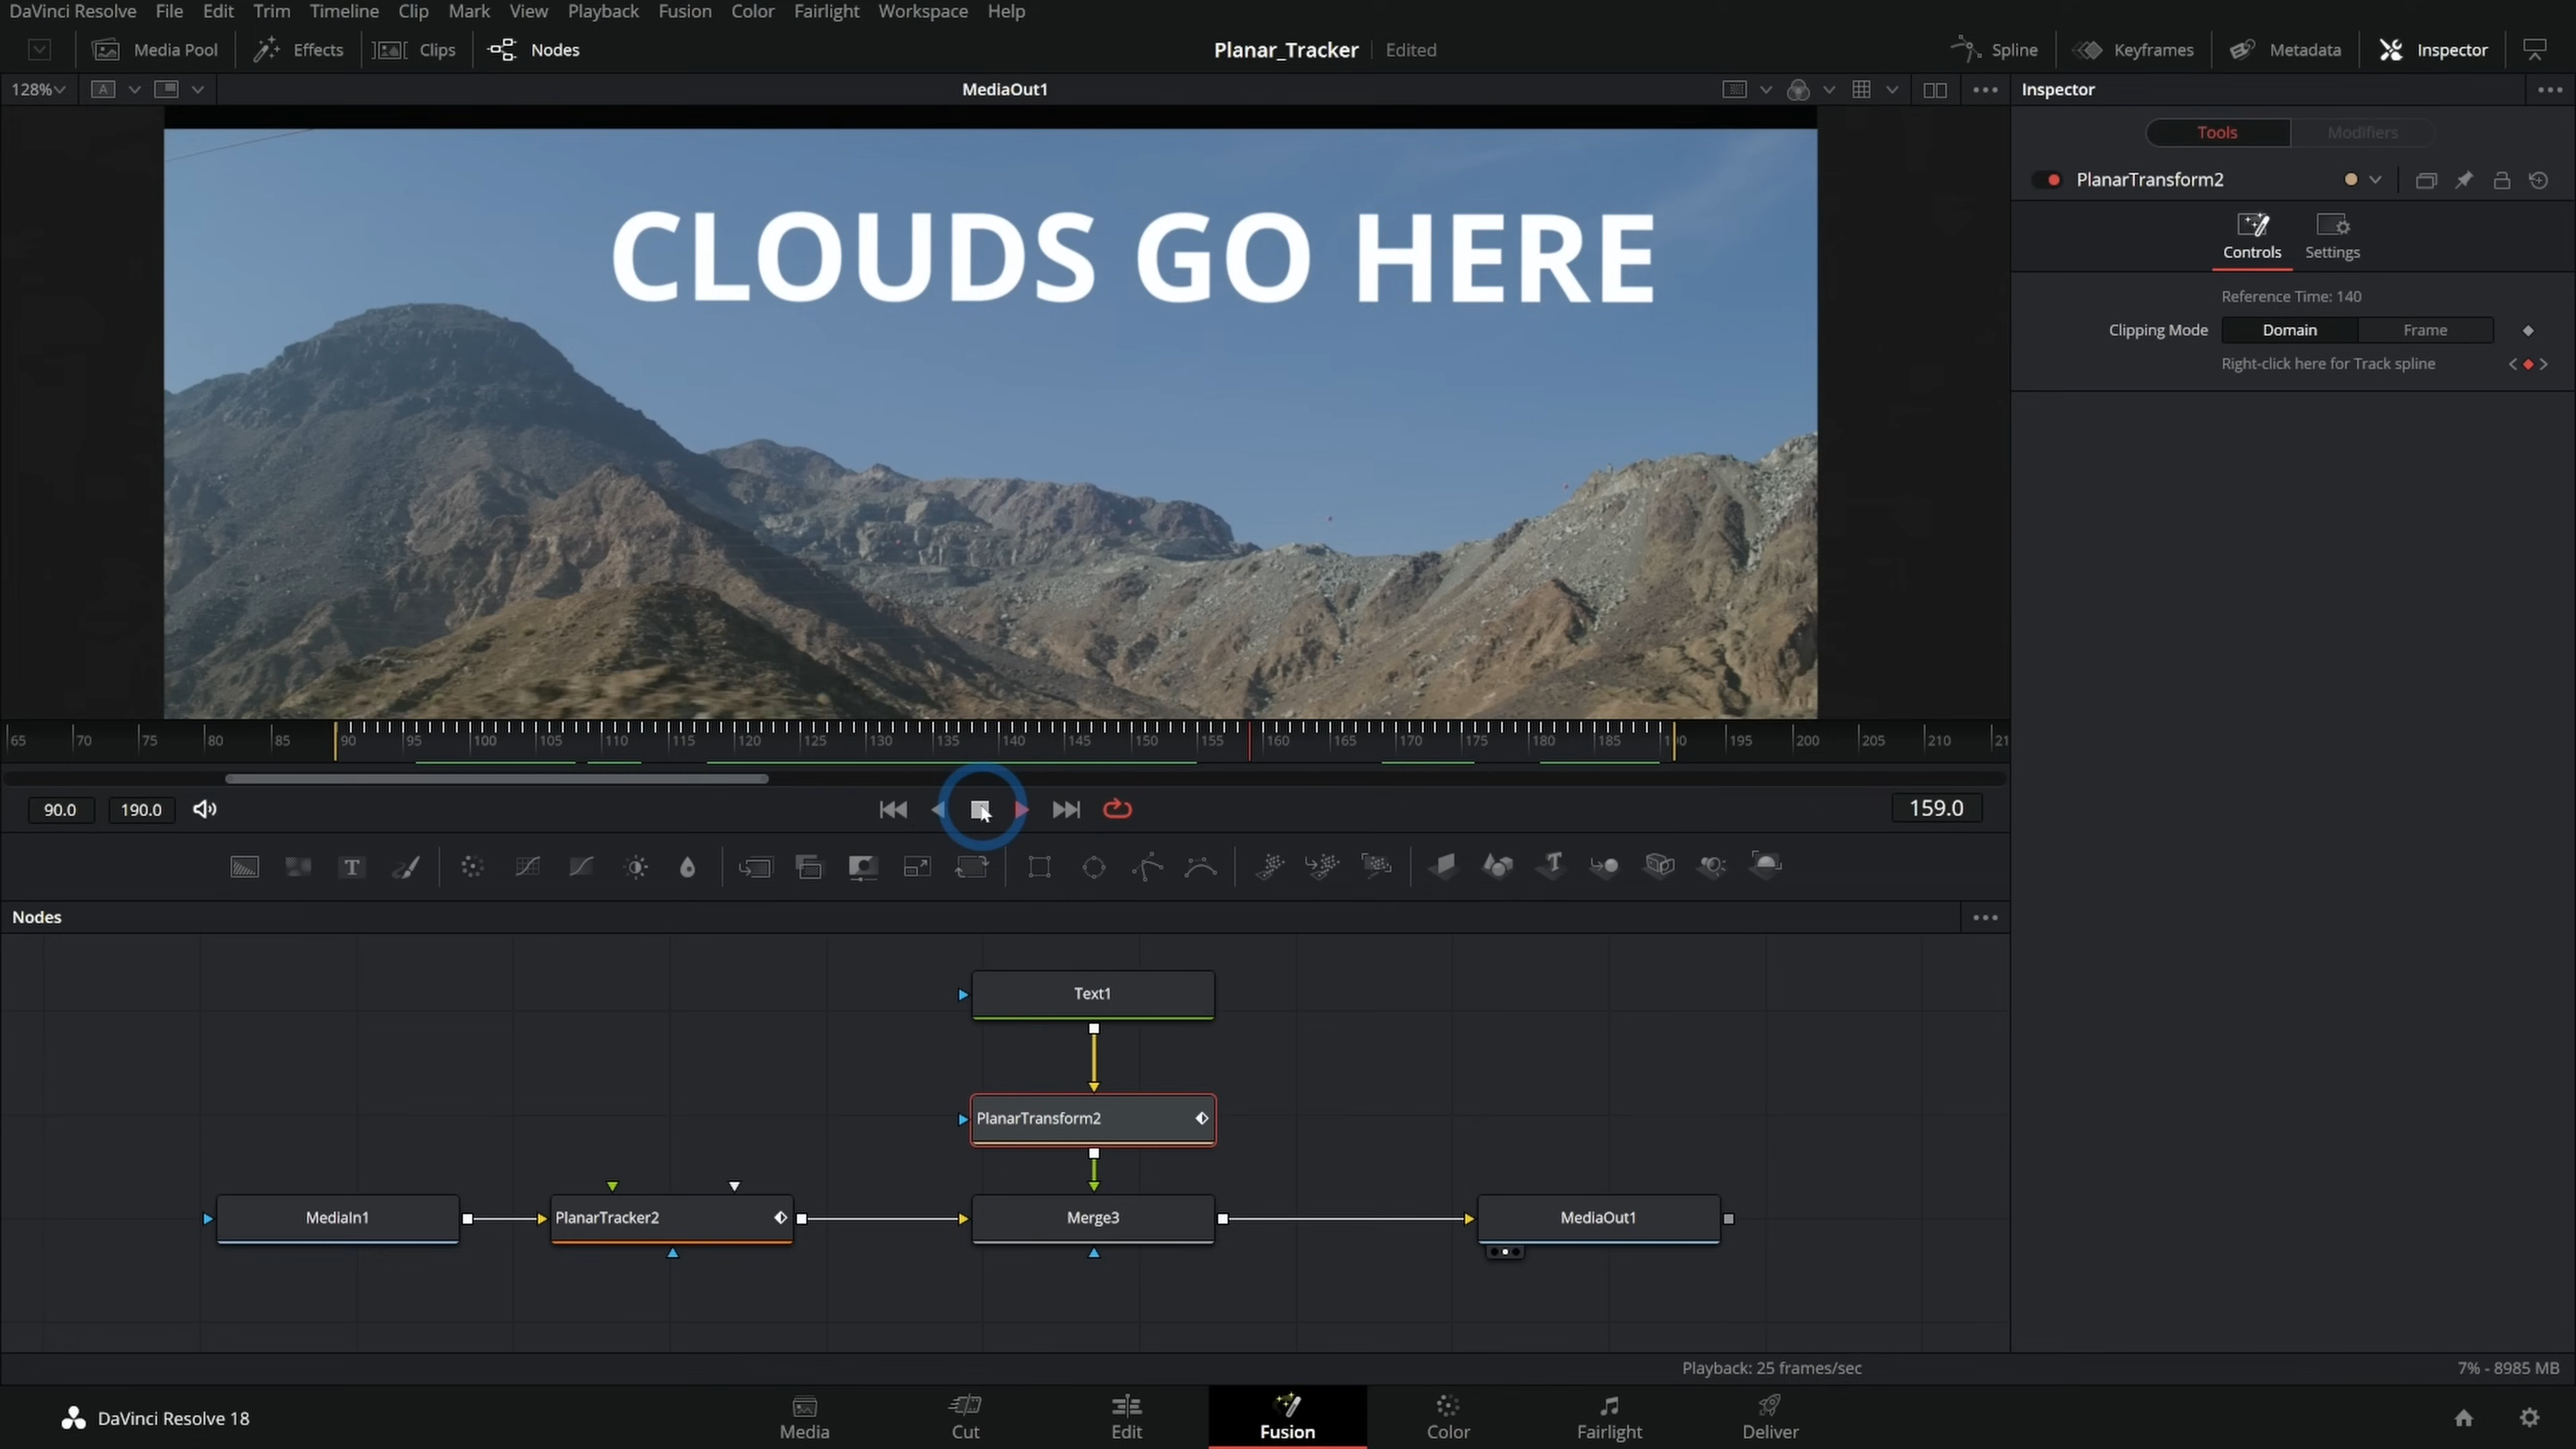 DaVinci Resolve File Edit Trim Timeline Clip Mark View Playback Fusion Color Fairlight Workspace Help
Media Pool Effects Clips Nodes Planar_Tracker Edited Spline Keyframes Metadata Inspector
128% A MediaOut1 Inspector
Tools Modifiers
PlanarTransform2
Controls Settings
Reference Time: 140
Clipping Mode Domain Frame
Right-click here for Track spline
CLOUDS GO HERE
65 70 75 80 85 90 95 100 105 110 115 120 125 130 135 140 145 150 155 160 165 170 175 180 185 195 200 205 210
90.0 190.0 159.0
T T
Nodes
Text1
PlanarTransform2
MediaIn1 PlanarTracker2 Merge3 MediaOut1
Playback: 25 frames/sec 7% - 8985 MB
DaVinci Resolve 18 Media Cut Edit Fusion Color Fairlight Deliver